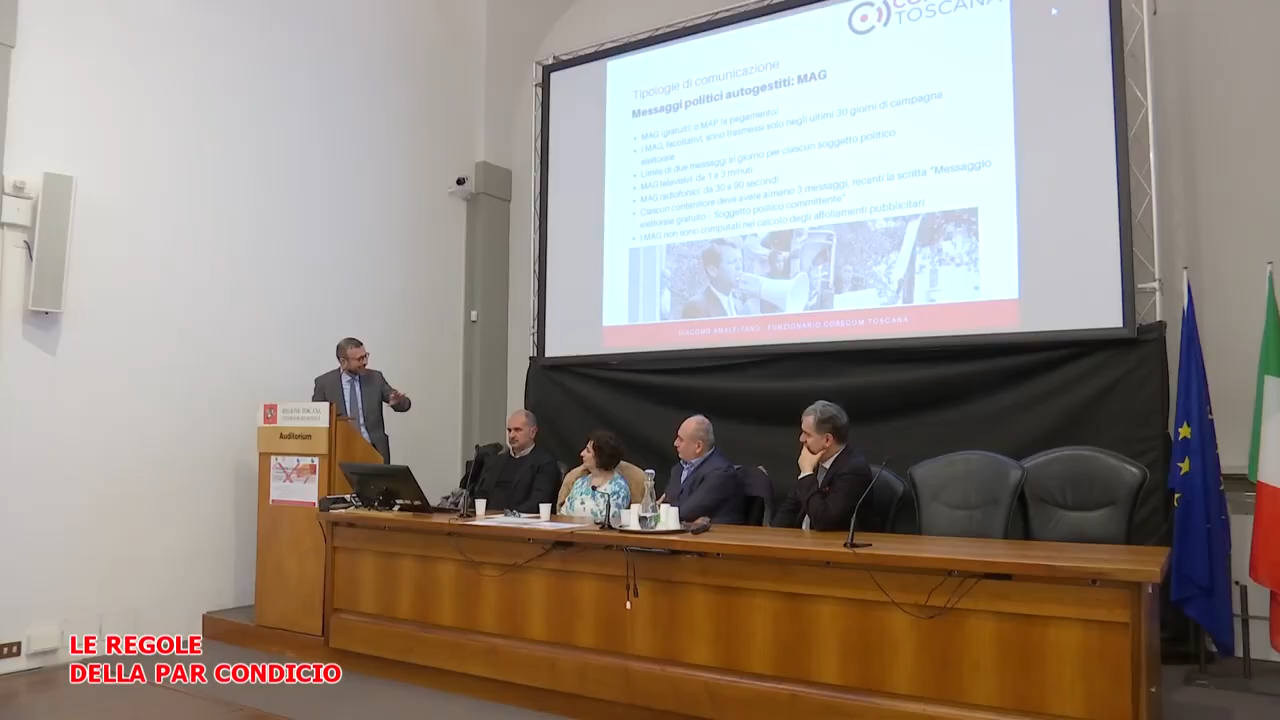 TOSCANA
Tipologie di comunicazione
Messaggi politici autogestiti: MAG
• MAG (gratuiti) o MAP (a pagamento)
• I MAG, facoltativi, sono trasmessi solo negli ultimi 30 giorni di campagna
elettorale
• Limite di due messaggi al giorno per ciascun soggetto politico
• MAG televisivi: da 1 a 3 minuti
• MAG radiofonici: da 30 a 90 secondi
• Ciascun contenitore deve avere almeno 3 messaggi, recanti la scritta "Messaggio
elettorale gratuito - Soggetto politico committente"
• I MAG non sono computati nel calcolo degli affollamenti pubblicitari
GIACOMO AMALFITANO - FUNZIONARIO CORECOM TOSCANA
REGIONE TOSCANA
Auditorium
LE REGOLE
DELLA PAR CONDICIO